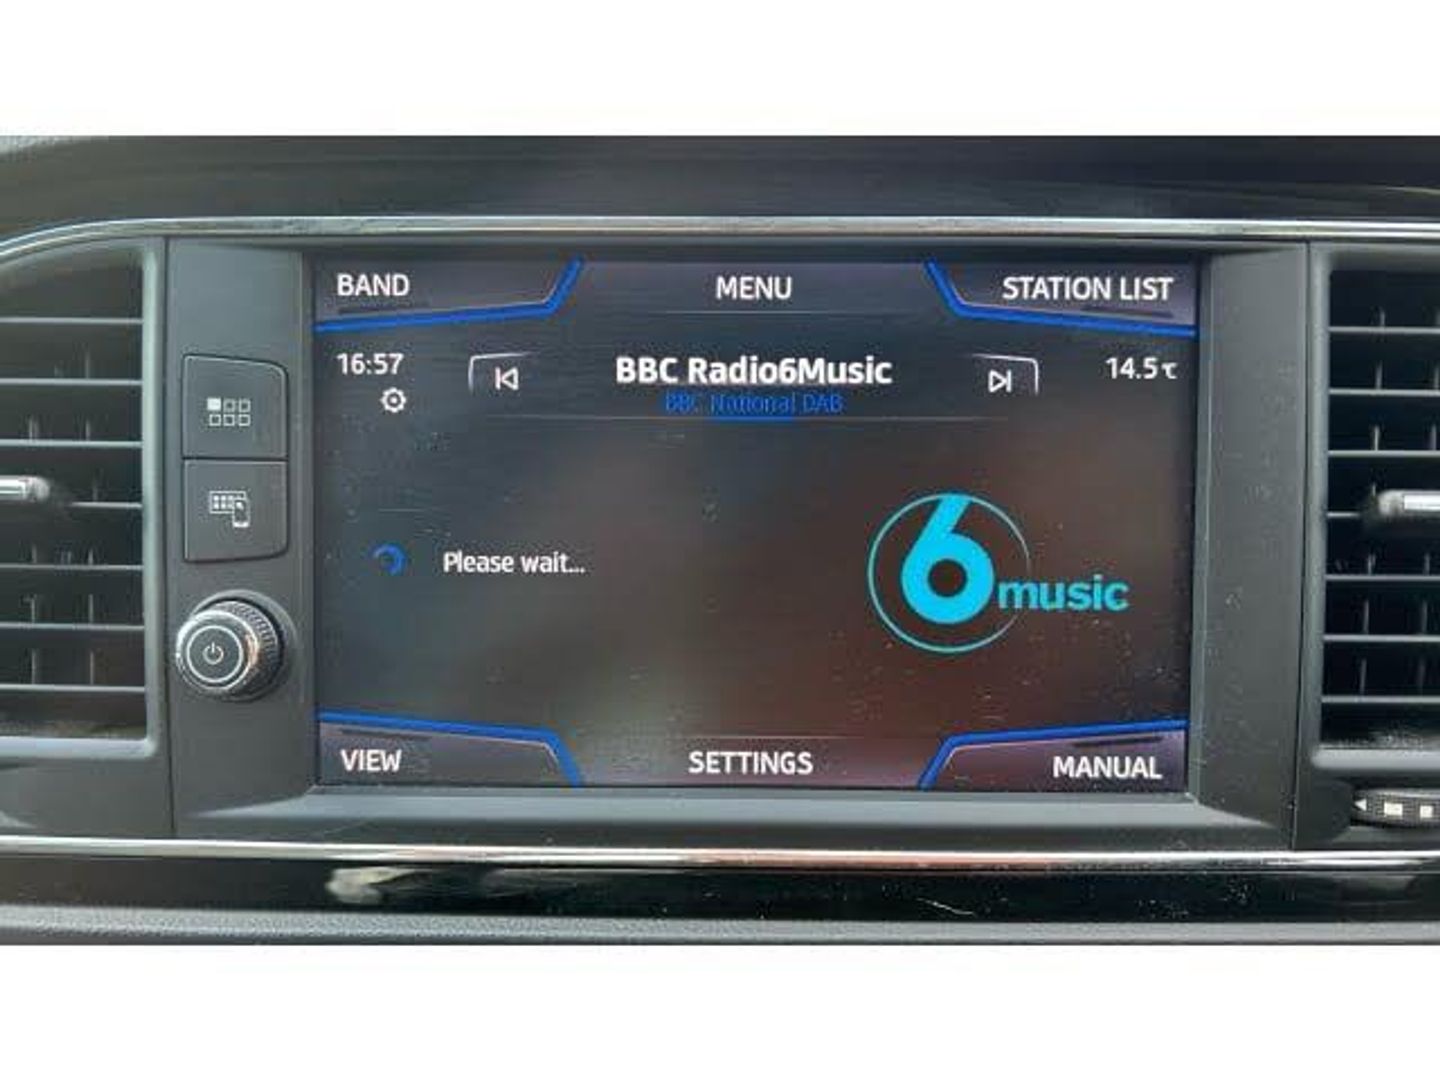 BAND MENU STATION LIST
16:57 BBC Radio6Music 14.5°C
BBC National DAB
Please wait...
6music
VIEW SETTINGS MANUAL